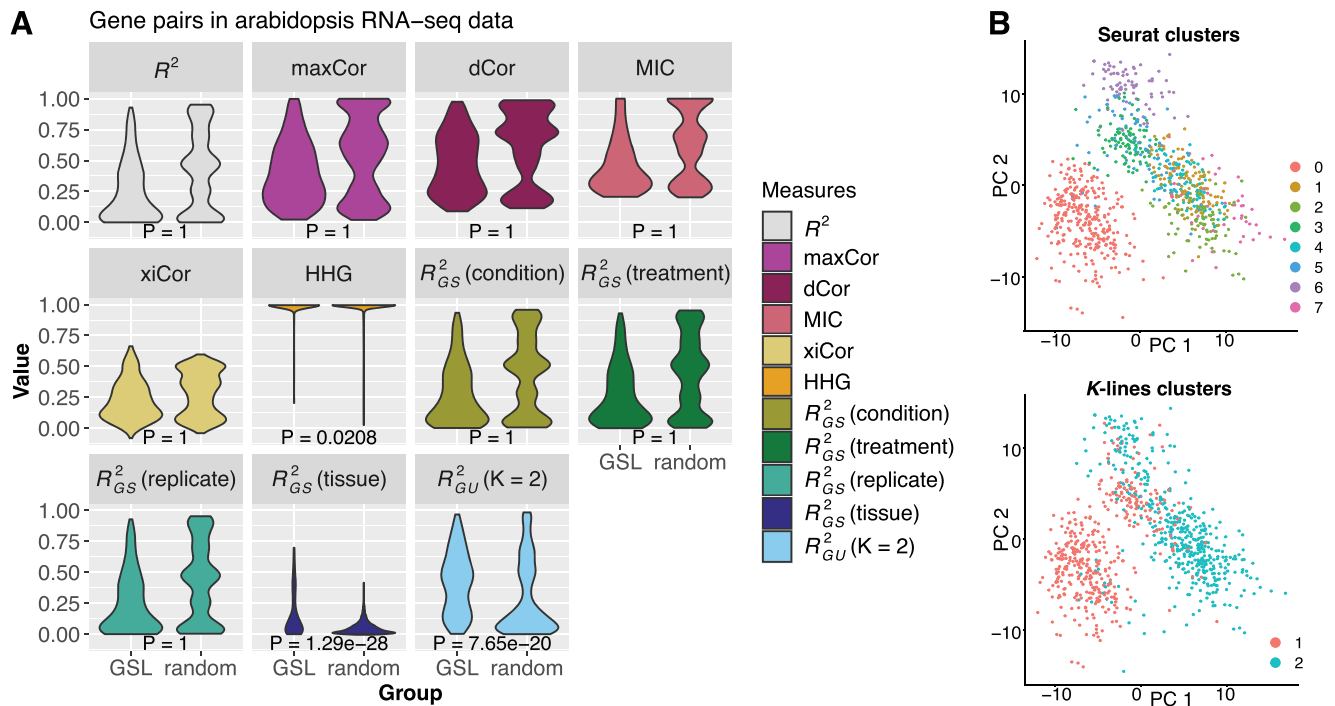 A
Gene pairs in arabidopsis RNA−seq data
R² maxCor dCor MIC
1.00
0.75
0.50
0.25
0.00
P = 1 P = 1 P = 1 P = 1
xiCor HHG R²GS (condition) R²GS (treatment)
1.00
0.75
0.50
0.25
0.00
P = 1 P = 0.0208 P = 1 P = 1
GSL random
R²GS (replicate) R²GS (tissue) R²GU (K = 2)
1.00
0.75
0.50
0.25
0.00
P = 1 P = 1.29e−28 P = 7.65e−20
GSL random GSL random GSL random
Group
Value
Measures
R²
maxCor
dCor
MIC
xiCor
HHG
R²GS (condition)
R²GS (treatment)
R²GS (replicate)
R²GS (tissue)
R²GU (K = 2)
B
Seurat clusters
PC 2
10
0
−10
−10 0 10
PC 1
0
1
2
3
4
5
6
7
K-lines clusters
PC 2
10
0
−10
−10 0 10
PC 1
1
2